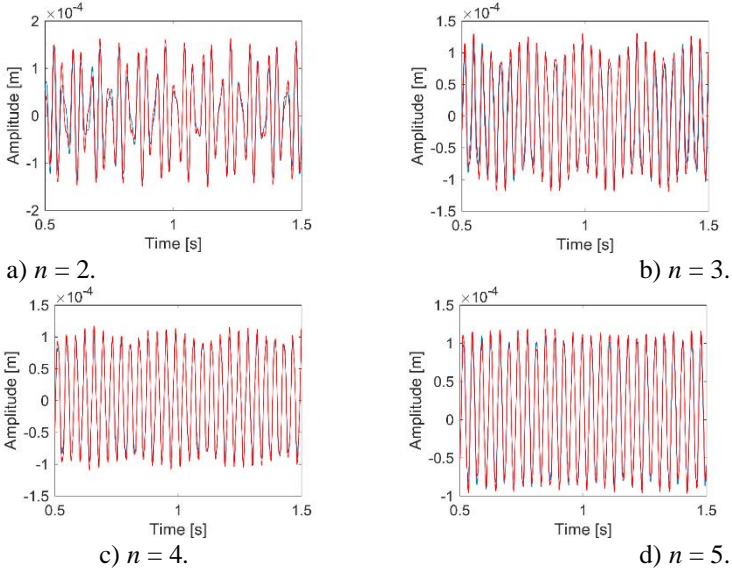 ×10⁻⁴
2
1
0
-1
-2
Amplitude [m]
0.5 1 1.5
Time [s]
a) n = 2.
×10⁻⁴
1.5
1
0.5
0
-0.5
-1
-1.5
Amplitude [m]
0.5 1 1.5
Time [s]
b) n = 3.
×10⁻⁴
1.5
1
0.5
0
-0.5
-1
-1.5
Amplitude [m]
0.5 1 1.5
Time [s]
c) n = 4.
×10⁻⁴
1.5
1
0.5
0
-0.5
-1
Amplitude [m]
0.5 1 1.5
Time [s]
d) n = 5.